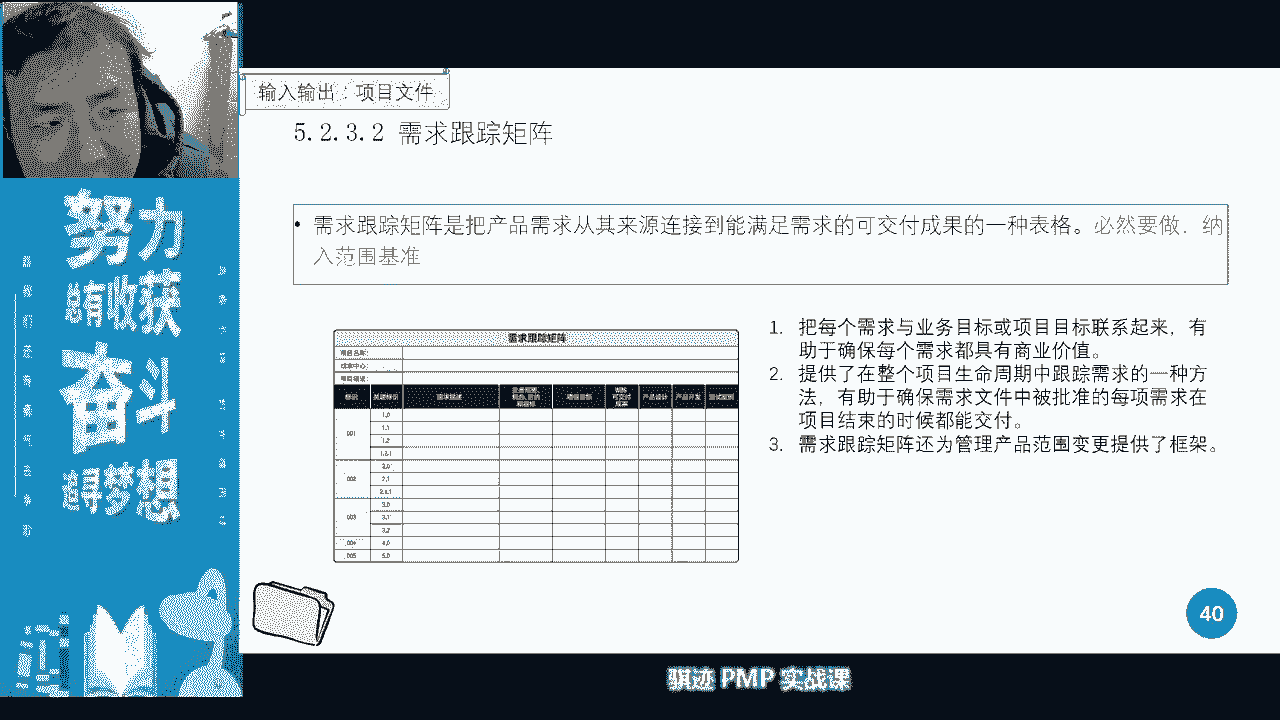 输入输出：项目文件
5.2.3.2 需求跟踪矩阵
• 需求跟踪矩阵是把产品需求从其来源连接到能满足需求的可交付成果的一种表格。必然要做．纳
入范围基准
努力
总有收获
奋斗
追寻梦想
需求跟踪矩阵
项目名称：
成本中心：
项目描述：
标识 关联标识 需求描述 项目目标 产品设计 产品开发 测试案例
001 1.0
1.1
1.2
1.2.1
002 2.0
2.1
2.1.1
003 3.0
3.1
3.2
004 4.0
005 5.0
1. 把每个需求与业务目标或项目目标联系起来，有
助于确保每个需求都具有商业价值。
2. 提供了在整个项目生命周期中跟踪需求的一种方
法，有助于确保需求文件中被批准的每项需求在
项目结束的时候都能交付。
3. 需求跟踪矩阵还为管理产品范围变更提供了框架。
40
骐迹 PMP 实战课